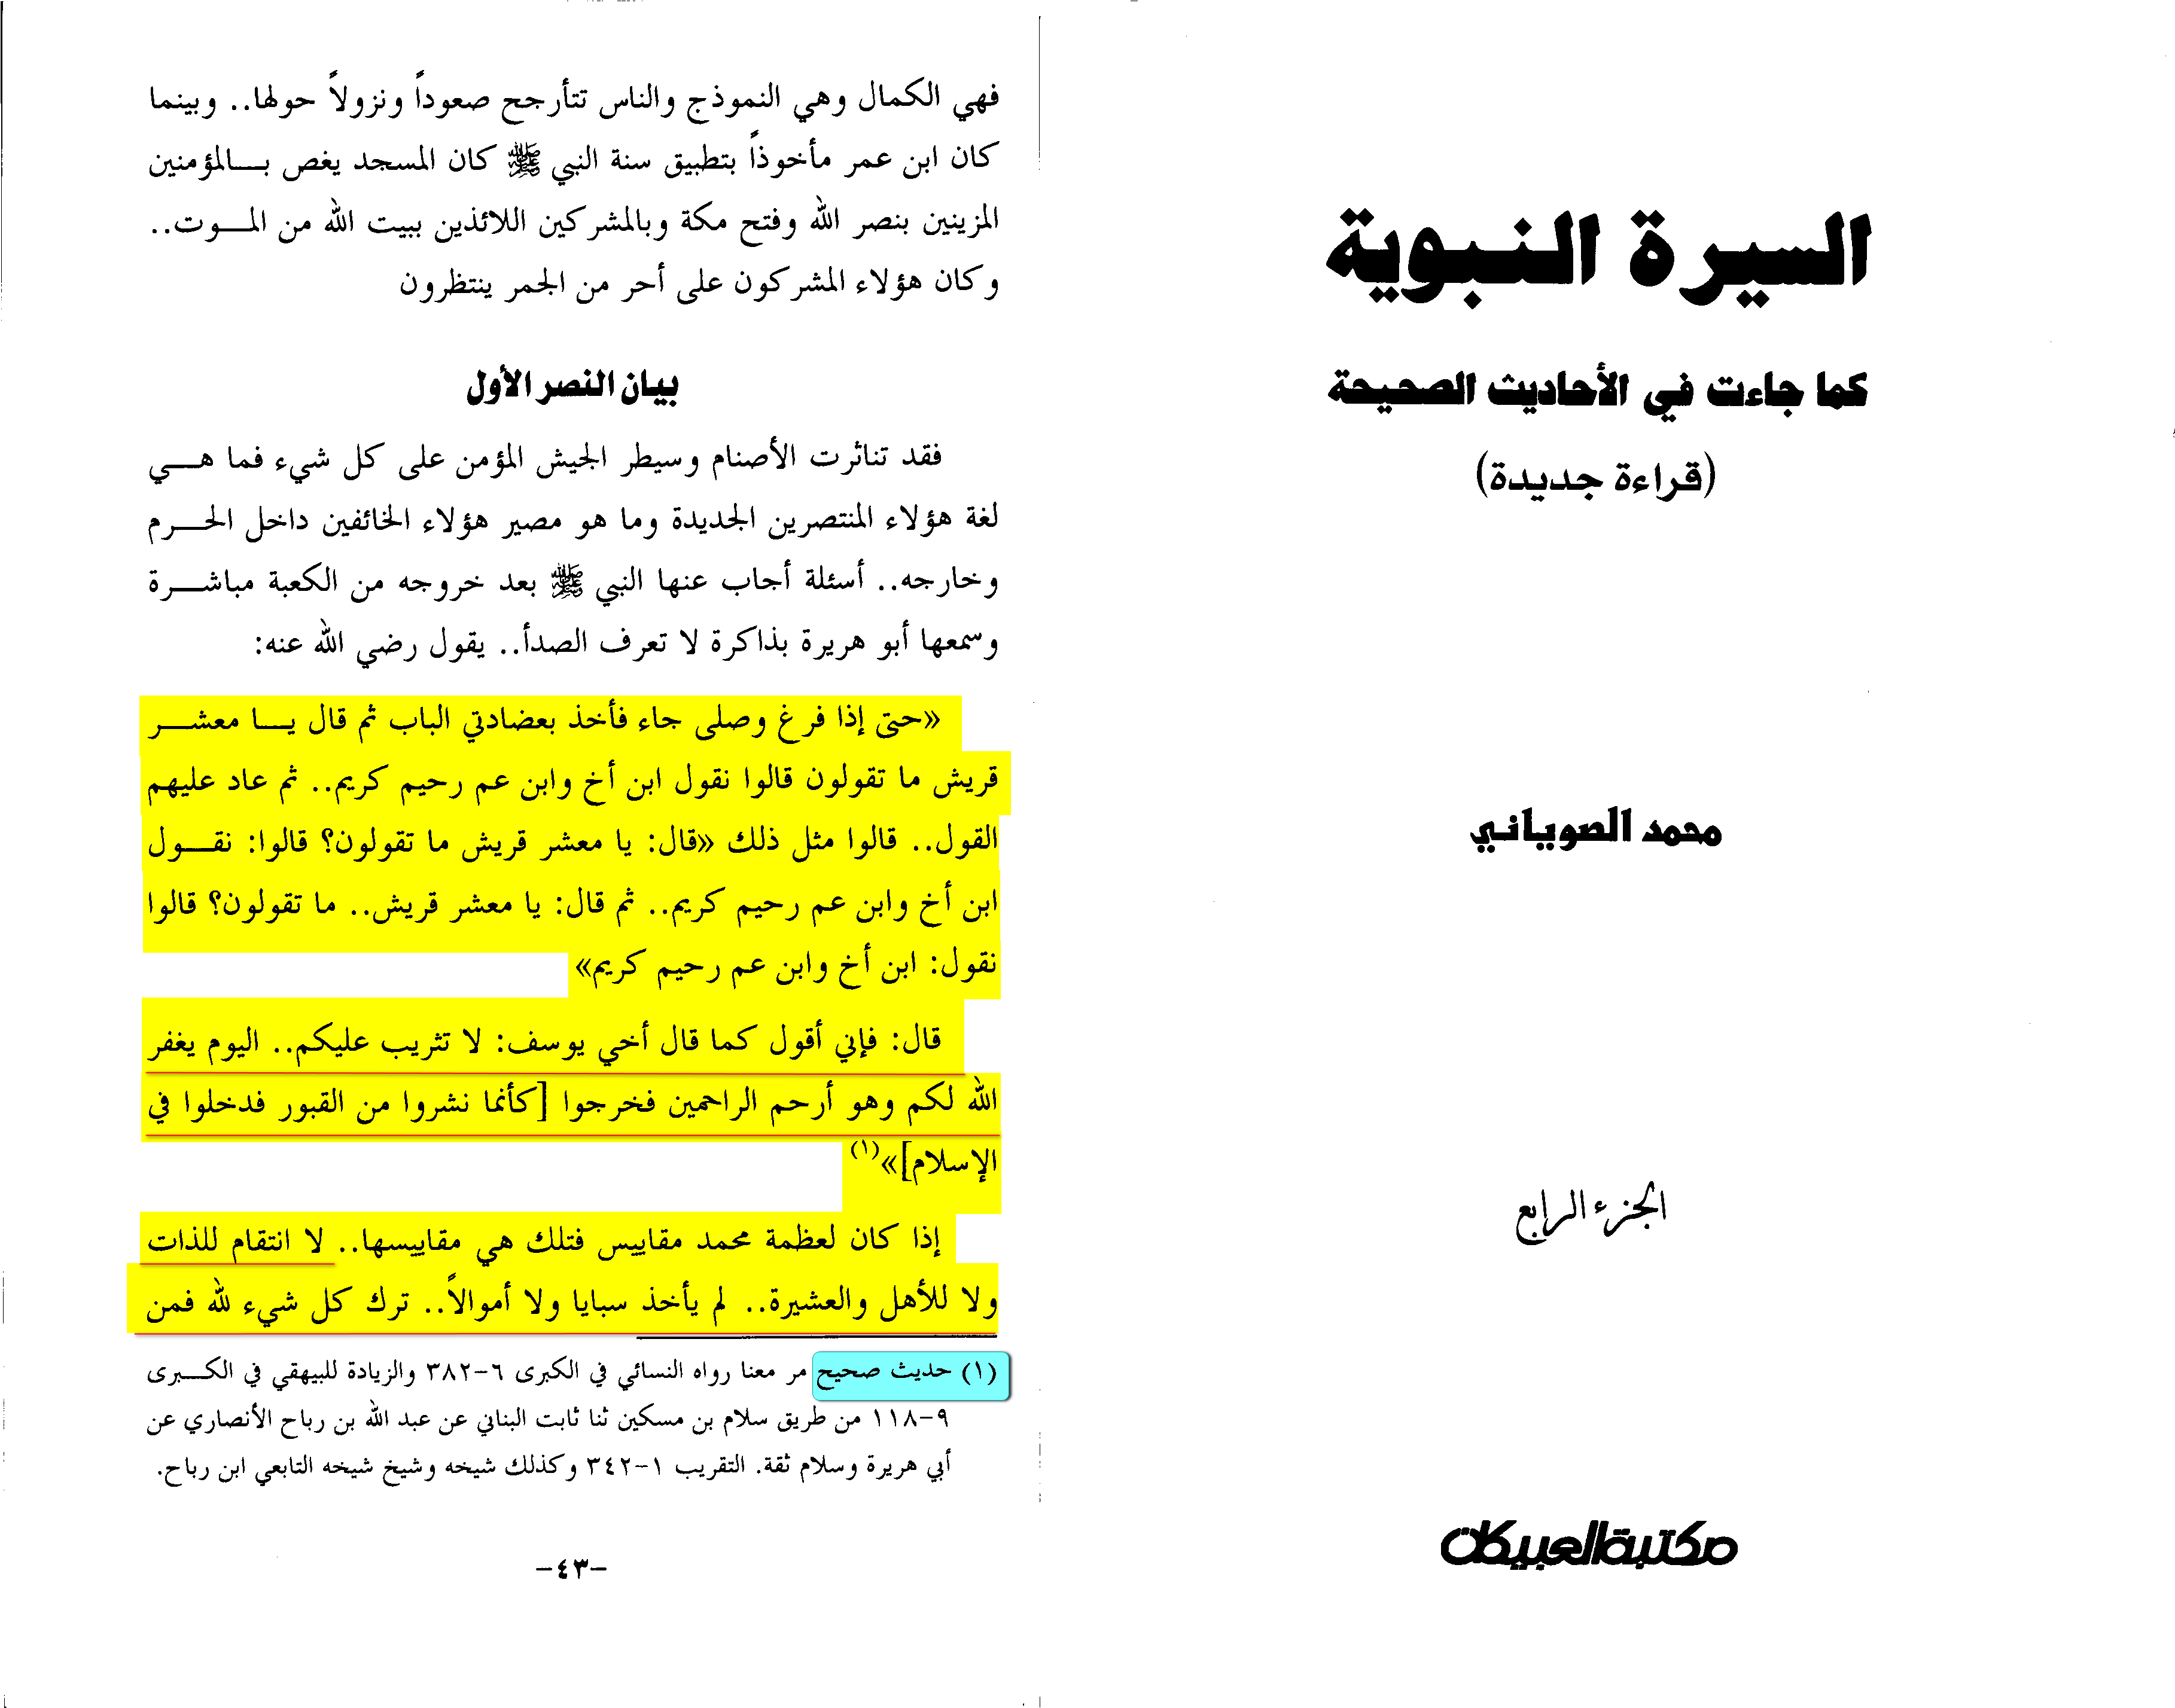 السيرة النبوية
كما جاءت في الأحاديث الصحيحة
(قراءة جديدة)
محمد الصوياني
الجزء الرابع
مكتبة العبيكان
فهي الكمال وهي النموذج والناس تتأرجح صعوداً ونزولاً حولها.. وبينما
كان ابن عمر مأخوذاً بتطبيق سنة النبي ﷺ كان المسجد يغص بـالمؤمنين
المزينين بنصر الله وفتح مكة وبالمشركين اللائذين ببيت الله من المـوت..
وكان هؤلاء المشركون على أحر من الجمر ينتظرون
بيان النصر الأول
فقد تناثرت الأصنام وسيطر الجيش المؤمن على كل شيء فما هـي
لغة هؤلاء المنتصرين الجديدة وما هو مصير هؤلاء الخائفين داخل الحـرم
وخارجه.. أسئلة أجاب عنها النبي ﷺ بعد خروجه من الكعبة مباشـرة
وسمعها أبو هريرة بذاكرة لا تعرف الصدأ.. يقول رضي الله عنه:
«حتى إذا فرغ وصلى جاء فأخذ بعضادتي الباب ثم قال يـا معشـر
قريش ما تقولون قالوا نقول ابن أخ وابن عم رحيم كريم.. ثم عاد عليهم
القول.. قالوا مثل ذلك «قال: يا معشر قريش ما تقولون؟ قالوا: نقـول
ابن أخ وابن عم رحيم كريم.. ثم قال: يا معشر قريش.. ما تقولون؟ قالوا
نقول: ابن أخ وابن عم رحيم كريم»
قال: فإني أقول كما قال أخي يوسف: لا تثريب عليكم.. اليوم يغفر
الله لكم وهو أرحم الراحمين فخرجوا [كأنما نشروا من القبور فدخلوا في
الإسلام]»(١)
إذا كان لعظمة محمد مقاييس فتلك هي مقاييسها.. لا انتقام للذات
ولا للأهل والعشيرة.. لم يأخذ سبايا ولا أموالاً.. ترك كل شيء لله فمن
(١) حديث صحيح مر معنا رواه النسائي في الكبرى ٦-٣٨٢ والزيادة للبيهقي في الكـبرى
٩-١١٨ من طريق سلام بن مسكين ثنا ثابت البناني عن عبد الله بن رباح الأنصاري عن
أبي هريرة وسلام ثقة. التقريب ١-٣٤٢ وكذلك شيخه وشيخ شيخه التابعي ابن رباح.
-٤٣-